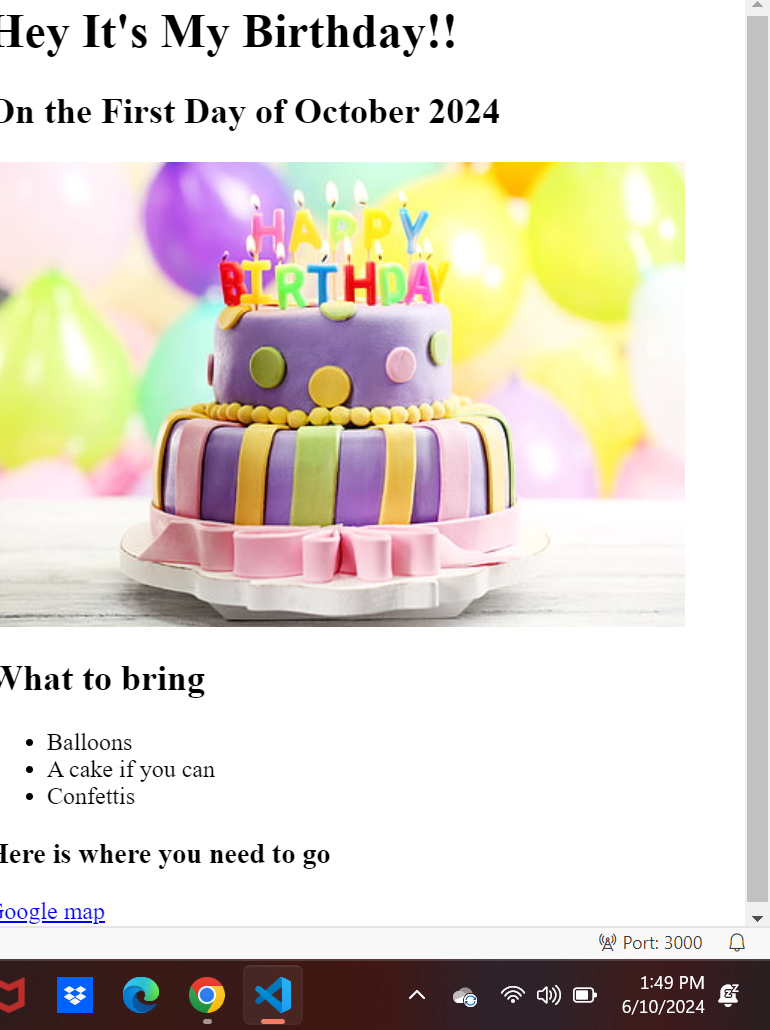 Hey It's My Birthday!!
On the First Day of October 2024
HAPPY
BIRTHDAY
What to bring
Balloons
A cake if you can
Confettis
Here is where you need to go
Google map
Port: 3000
1:49 PM
6/10/2024